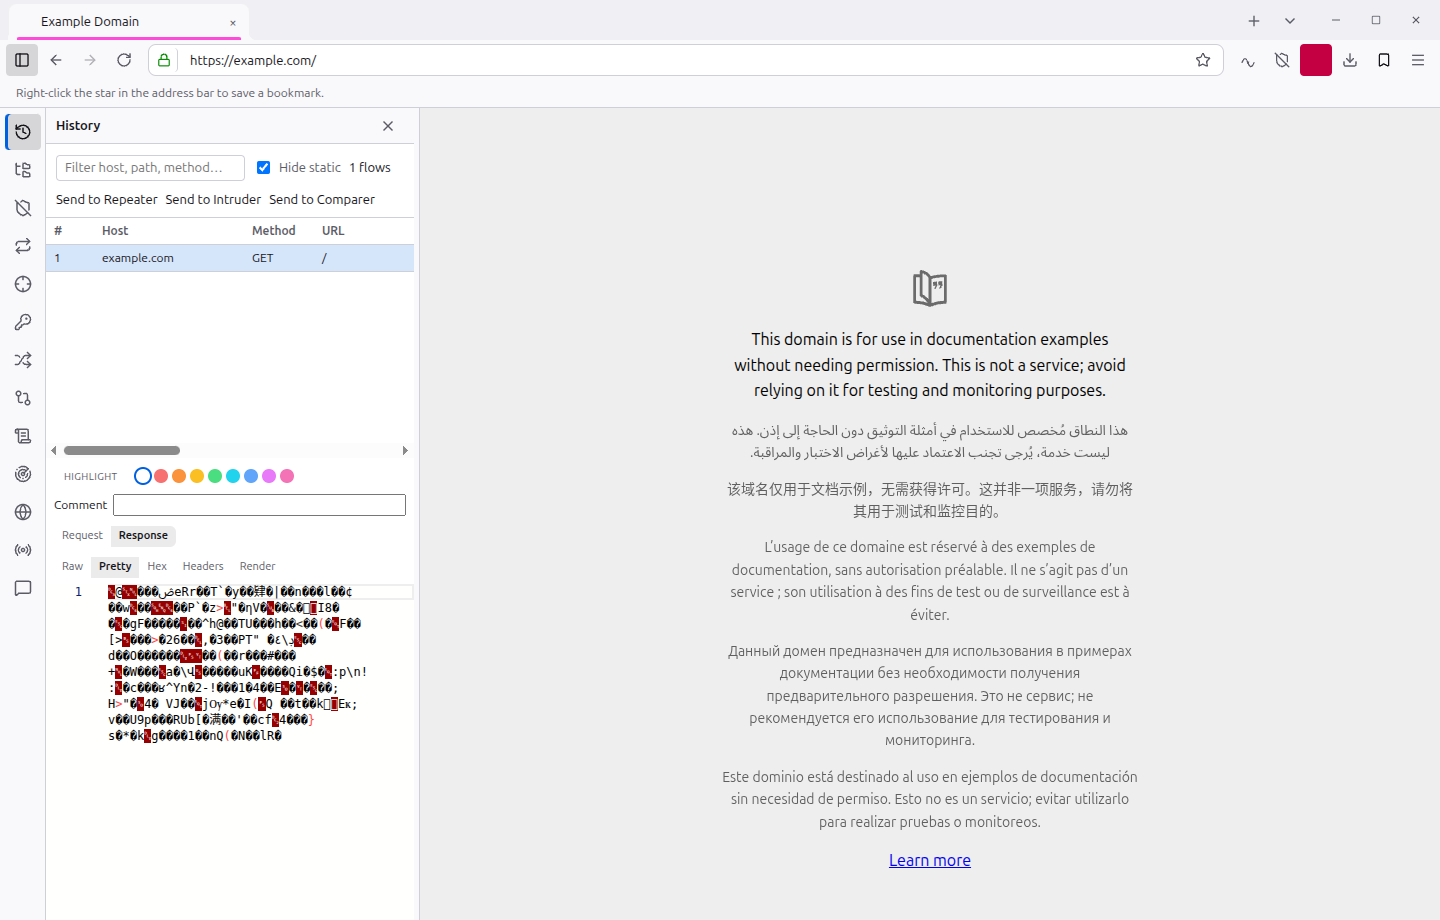 Example Domain
https://example.com/
Right-click the star in the address bar to save a bookmark.
History
Filter host, path, method...
Hide static
1 flows
Send to Repeater
Send to Intruder
Send to Comparer
# Host Method URL
1 example.com GET /
HIGHLIGHT
Comment
Request Response
Raw Pretty Hex Headers Render
1
This domain is for use in documentation examples
without needing permission. This is not a service; avoid
relying on it for testing and monitoring purposes.
هذا النطاق مُخصص للاستخدام في أمثلة التوثيق دون الحاجة إلى إذن. هذه
ليست خدمة، يُرجى تجنب الاعتماد عليها لأغراض الاختبار والمراقبة.
该域名仅用于文档示例，无需获得许可。这并非一项服务，请勿将
其用于测试和监控目的。
L’usage de ce domaine est réservé à des exemples de
documentation, sans autorisation préalable. Il ne s’agit pas d’un
service ; son utilisation à des fins de test ou de surveillance est à
éviter.
Данный домен предназначен для использования в примерах
документации без необходимости получения
предварительного разрешения. Это не сервис; не
рекомендуется его использование для тестирования и
мониторинга.
Este dominio está destinado al uso en ejemplos de documentación
sin necesidad de permiso. Esto no es un servicio; evitar utilizarlo
para realizar pruebas o monitoreos.
Learn more